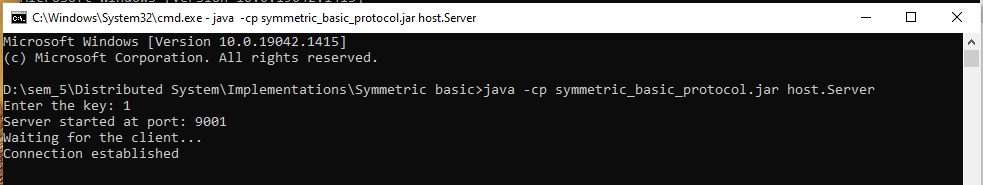 C:\Windows\System32\cmd.exe - java -cp symmetric_basic_protocol.jar host.Server
Microsoft Windows [Version 10.0.19042.1415]
(c) Microsoft Corporation. All rights reserved.
D:\sem_5\Distributed System\Implementations\Symmetric basic>java -cp symmetric_basic_protocol.jar host.Server
Enter the key: 1
Server started at port: 9001
Waiting for the client...
Connection established